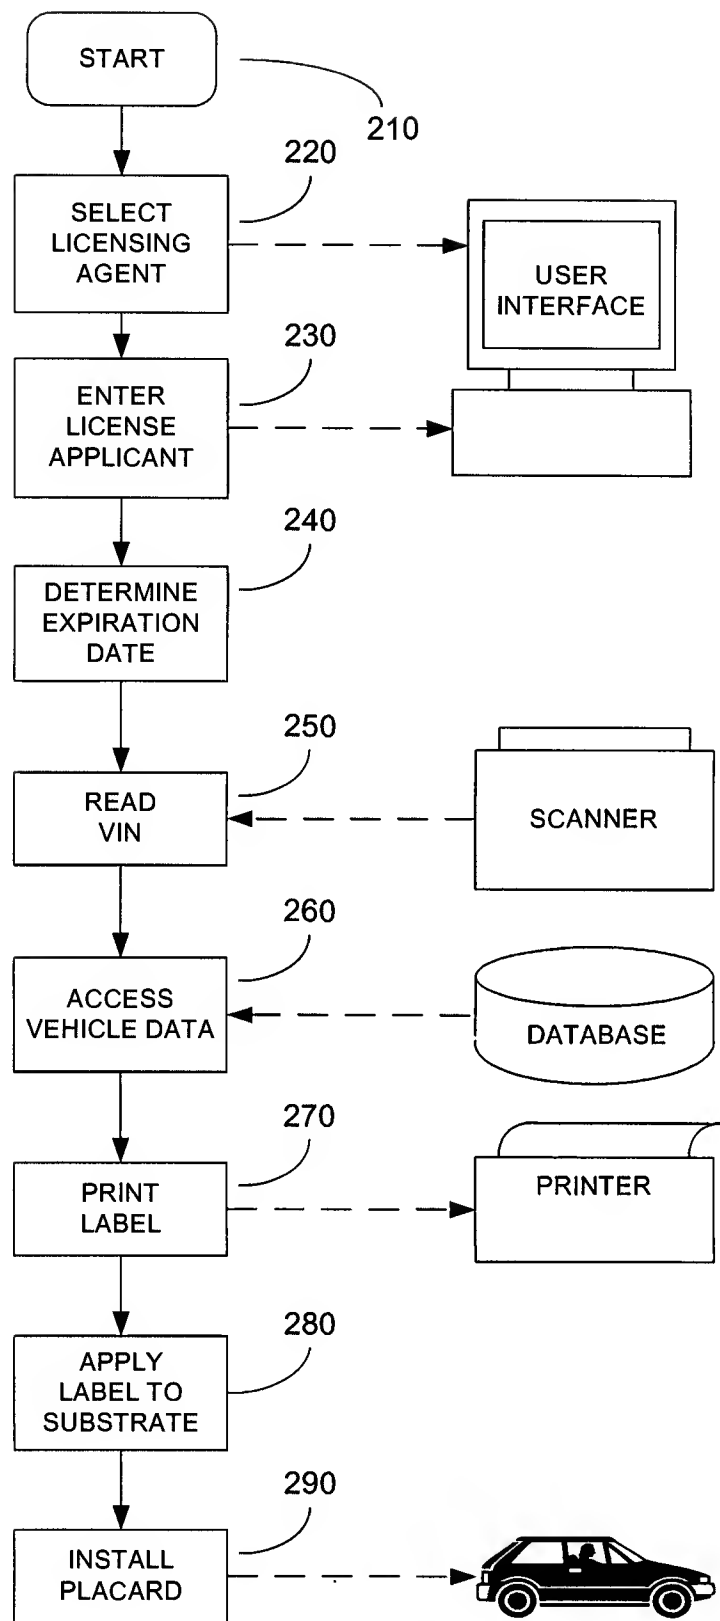 START
210
220
SELECT
LICENSING
AGENT
USER
INTERFACE
230
ENTER
LICENSE
APPLICANT
240
DETERMINE
EXPIRATION
DATE
250
READ
VIN
SCANNER
260
ACCESS
VEHICLE DATA
DATABASE
270
PRINT
LABEL
PRINTER
280
APPLY
LABEL TO
SUBSTRATE
290
INSTALL
PLACARD